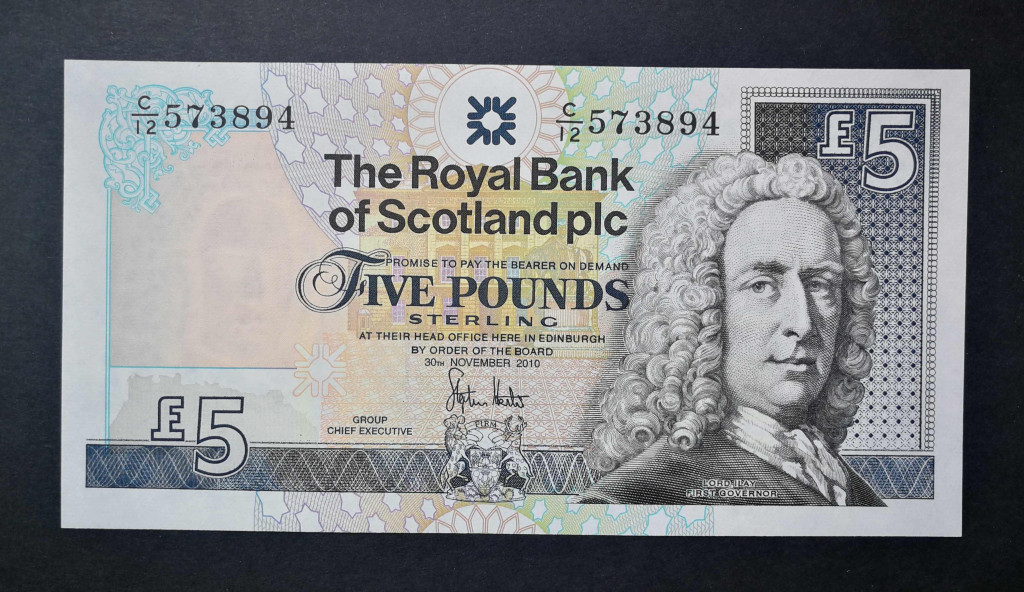 C/12 573894
C/12 573894
£5
The Royal Bank
of Scotland plc
PROMISE TO PAY THE BEARER ON DEMAND
FIVE POUNDS
STERLING
AT THEIR HEAD OFFICE HERE IN EDINBURGH
BY ORDER OF THE BOARD
30TH NOVEMBER 2010
GROUP
CHIEF EXECUTIVE
£5
FIRM
LORD ILAY
FIRST GOVERNOR